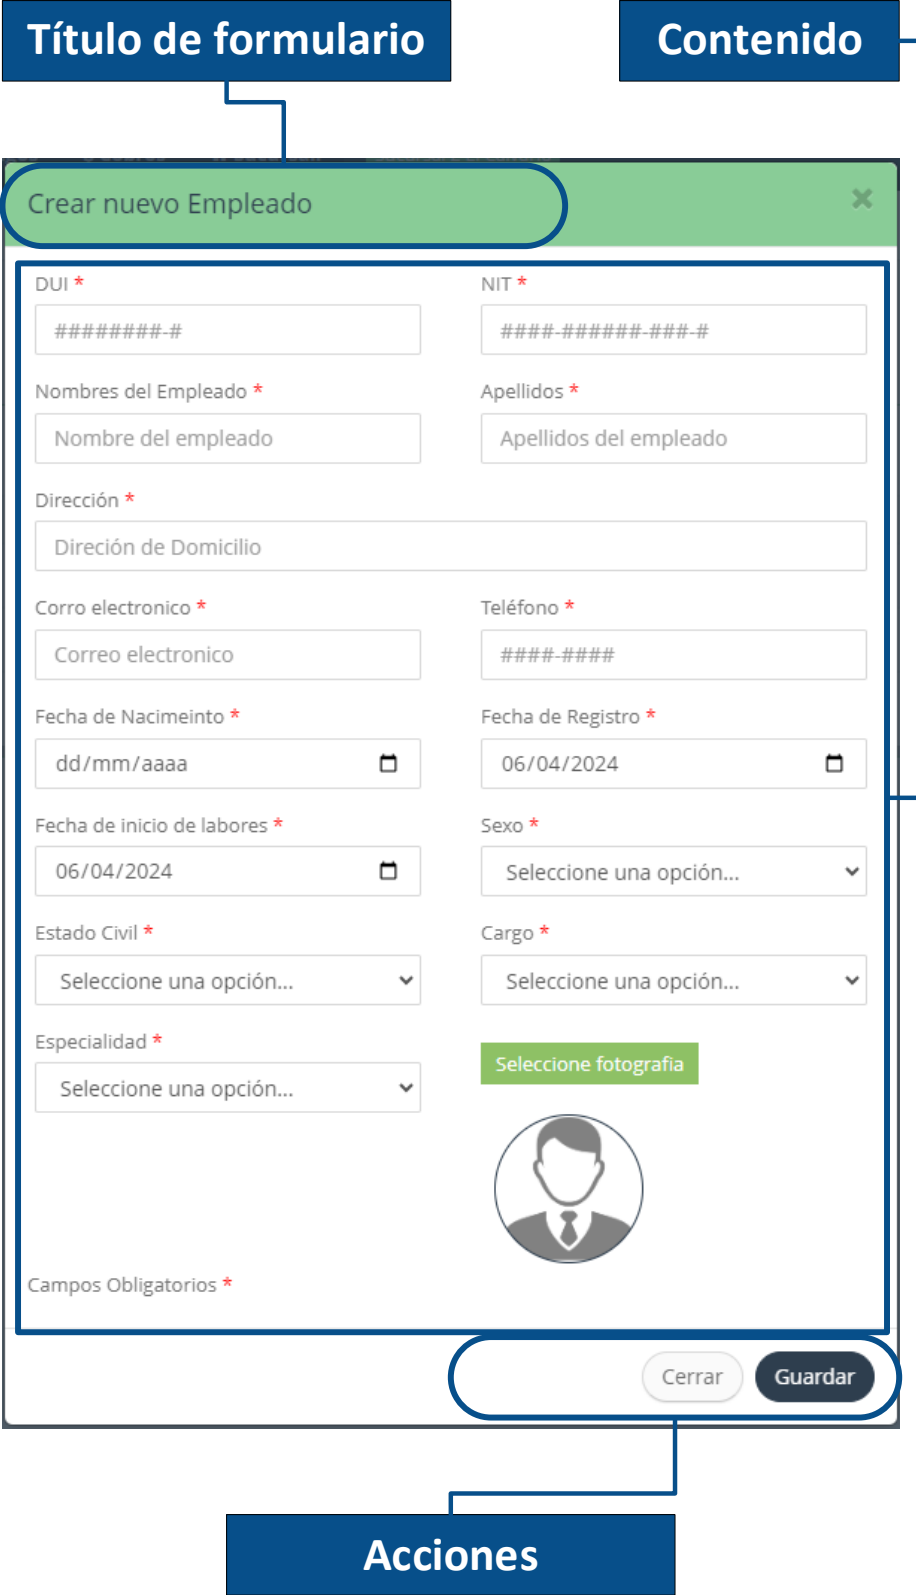 Título de formulario
Contenido
Crear nuevo Empleado
DUI *
NIT *
########-#
####-######-###-#
Nombres del Empleado *
Apellidos *
Nombre del empleado
Apellidos del empleado
Dirección *
Direción de Domicilio
Corro electronico *
Teléfono *
Correo electronico
####-####
Fecha de Nacimeinto *
Fecha de Registro *
dd/mm/aaaa
06/04/2024
Fecha de inicio de labores *
Sexo *
06/04/2024
Seleccione una opción...
Estado Civil *
Cargo *
Seleccione una opción...
Seleccione una opción...
Especialidad *
Seleccione fotografia
Seleccione una opción...
Campos Obligatorios *
Cerrar
Guardar
Acciones